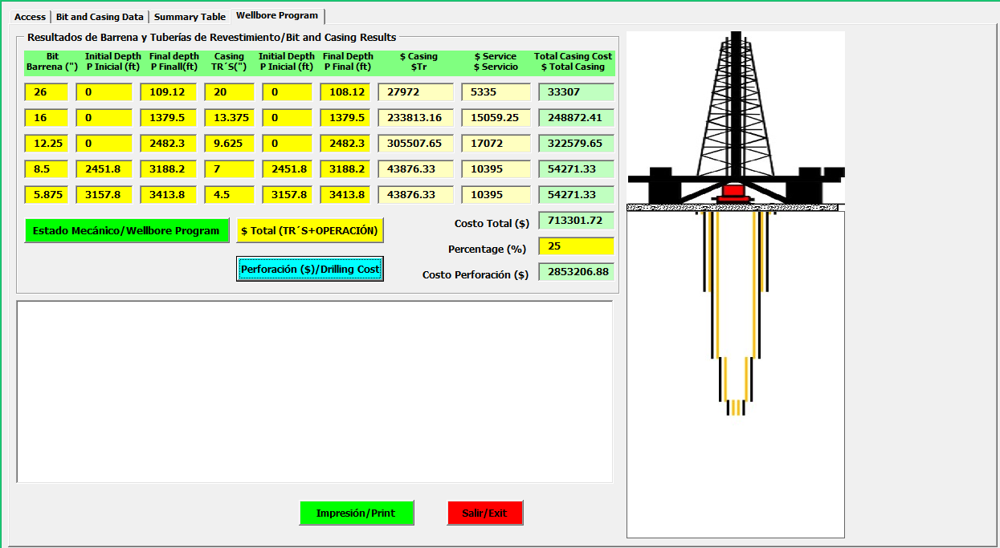 Access Bit and Casing Data Summary Table Wellbore Program
Resultados de Barrena y Tuberías de Revestimiento/Bit and Casing Results
Bit Initial Depth Final depth Casing Initial Depth Final Depth $ Casing $ Service Total Casing Cost
Barrena (") P Inicial (ft) P Finall(ft) TR´S(") P Inicial (ft) P Final (ft) $Tr $ Servicio $ Total Casing
26 0 109.12 20 0 108.12 27972 5335 33307
16 0 1379.5 13.375 0 1379.5 233813.16 15059.25 248872.41
12.25 0 2482.3 9.625 0 2482.3 305507.65 17072 322579.65
8.5 2451.8 3188.2 7 2451.8 3188.2 43876.33 10395 54271.33
5.875 3157.8 3413.8 4.5 3157.8 3413.8 43876.33 10395 54271.33
Estado Mecánico/Wellbore Program $ Total (TR´S+OPERACIÓN) Costo Total ($) 713301.72
Percentage (%) 25
Perforación ($)/Drilling Cost Costo Perforación ($) 2853206.88
Impresión/Print Salir/Exit